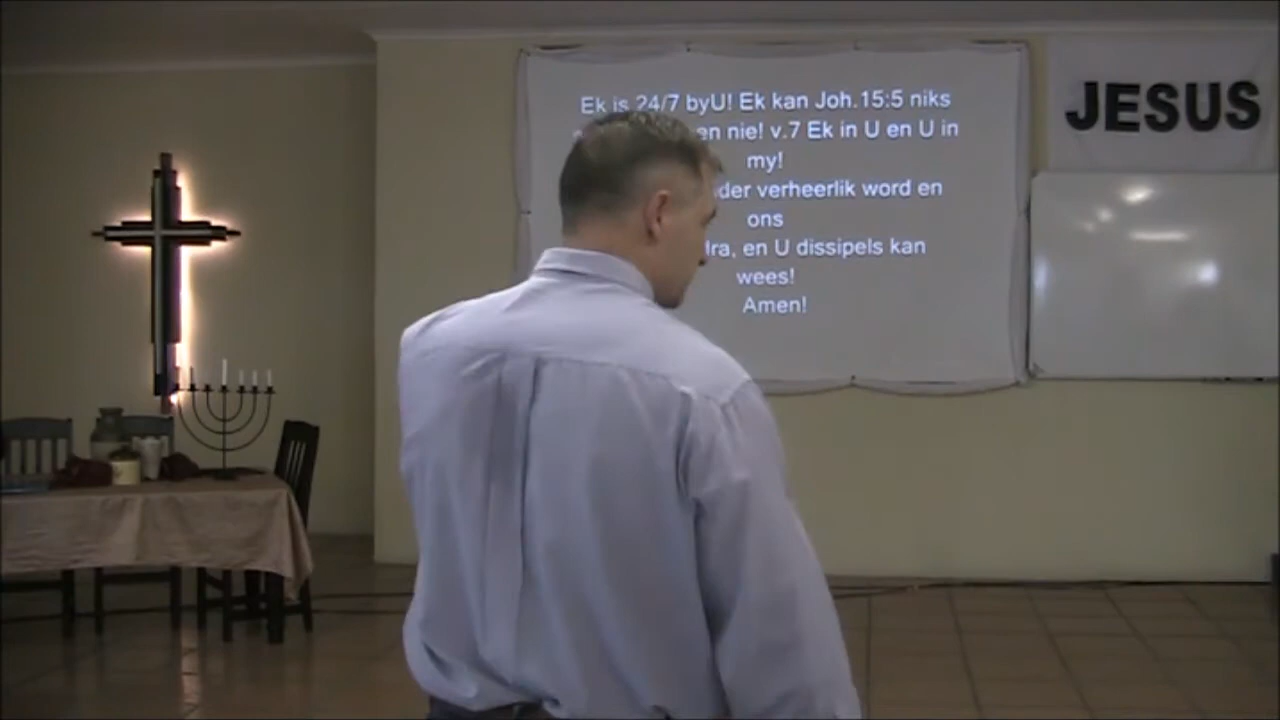 Ek is 24/7 byU! Ek kan Joh.15:5 niks
en nie! v.7 Ek in U en U in
my!
der verheerlik word en
ons
dra, en U dissipels kan
wees!
Amen!
JESUS